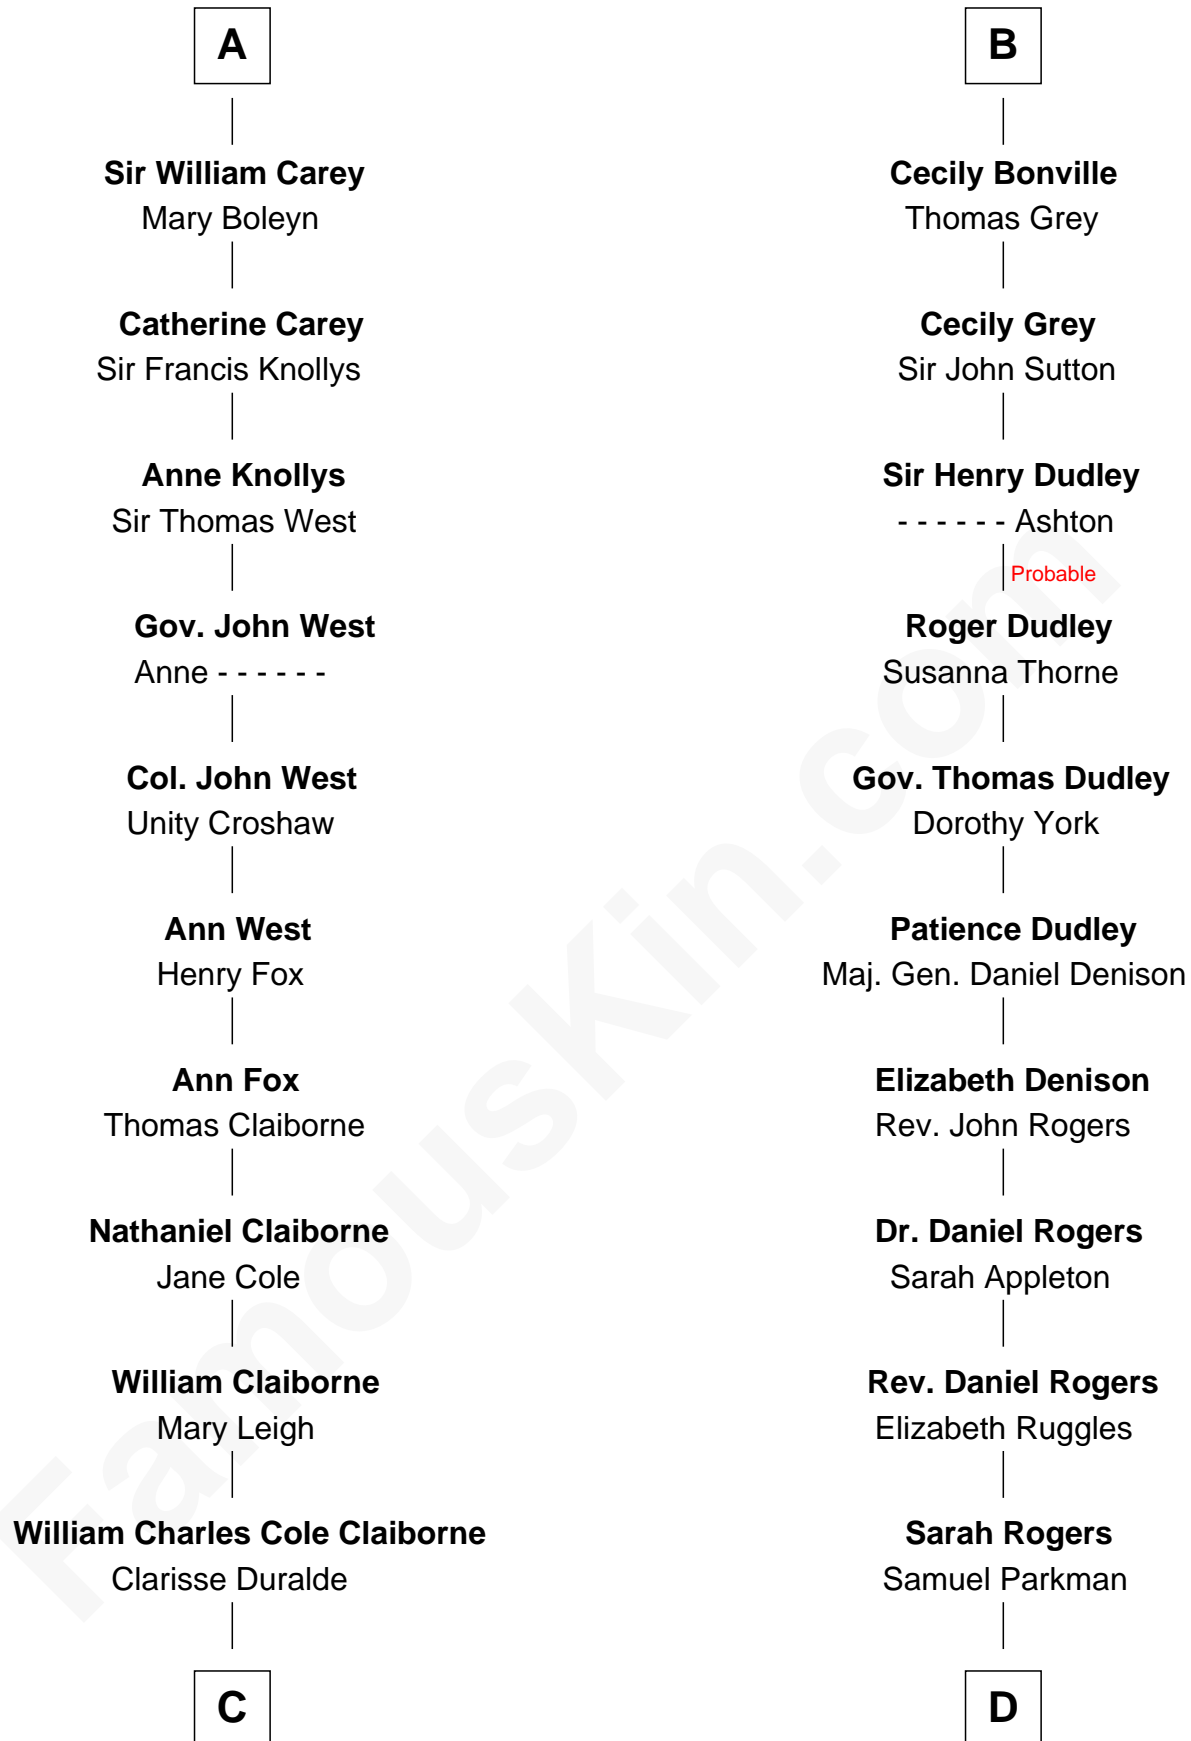 A
Sir William Carey
Mary Boleyn
Catherine Carey
Sir Francis Knollys
Anne Knollys
Sir Thomas West
Gov. John West
Anne - - - - - -
Col. John West
Unity Croshaw
Ann West
Henry Fox
Ann Fox
Thomas Claiborne
Nathaniel Claiborne
Jane Cole
William Claiborne
Mary Leigh
William Charles Cole Claiborne
Clarisse Duralde
C
B
Cecily Bonville
Thomas Grey
Cecily Grey
Sir John Sutton
Sir Henry Dudley
- - - - - - Ashton
Probable
Roger Dudley
Susanna Thorne
Gov. Thomas Dudley
Dorothy York
Patience Dudley
Maj. Gen. Daniel Denison
Elizabeth Denison
Rev. John Rogers
Dr. Daniel Rogers
Sarah Appleton
Rev. Daniel Rogers
Elizabeth Ruggles
Sarah Rogers
Samuel Parkman
D
FamousKin.com